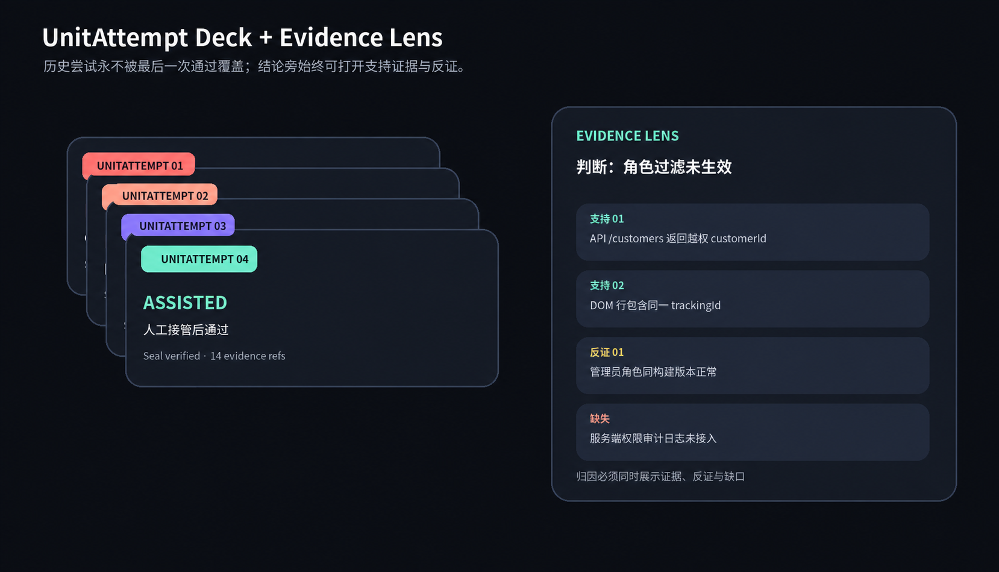 UnitAttempt Deck + Evidence Lens
历史尝试永不被最后一次通过覆盖；结论旁始终可打开支持证据与反证。
UNITATTEMPT 01
UNITATTEMPT 02
UNITATTEMPT 03
UNITATTEMPT 04
ASSISTED
人工接管后通过
Seal verified · 14 evidence refs
EVIDENCE LENS
判断：角色过滤未生效
支持 01
API /customers 返回越权 customerId
支持 02
DOM 行包含同一 trackingId
反证 01
管理员角色同构建版本正常
缺失
服务端权限审计日志未接入
归因必须同时展示证据、反证与缺口